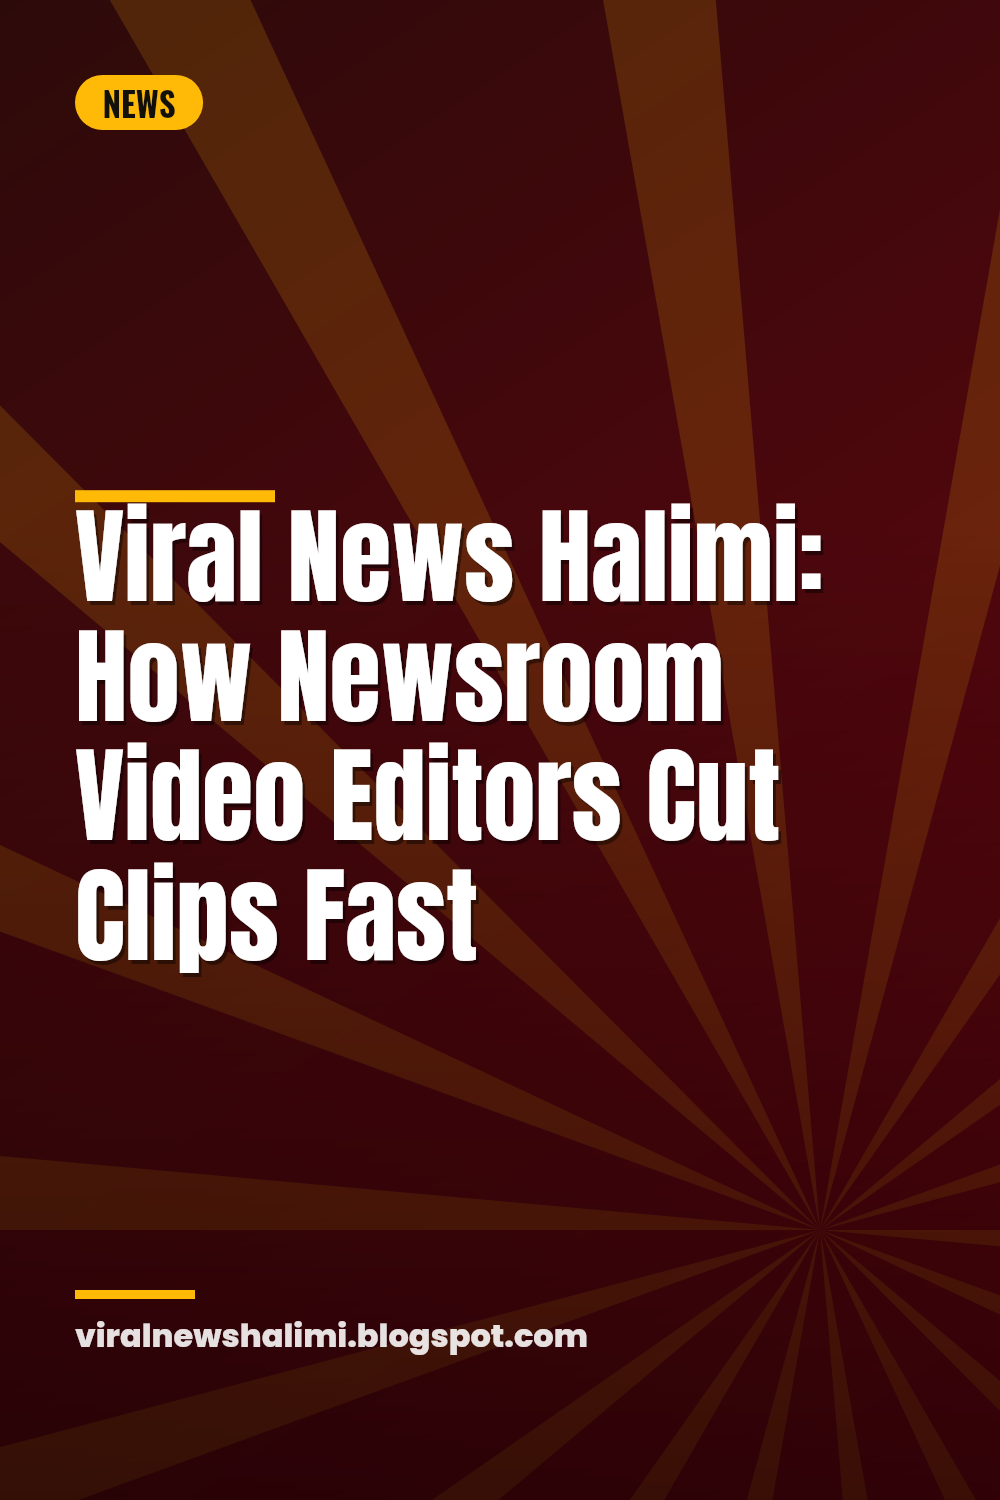 NEWS
Viral News Halimi:
How Newsroom
Video Editors Cut
Clips Fast
viralnewshalimi.blogspot.com